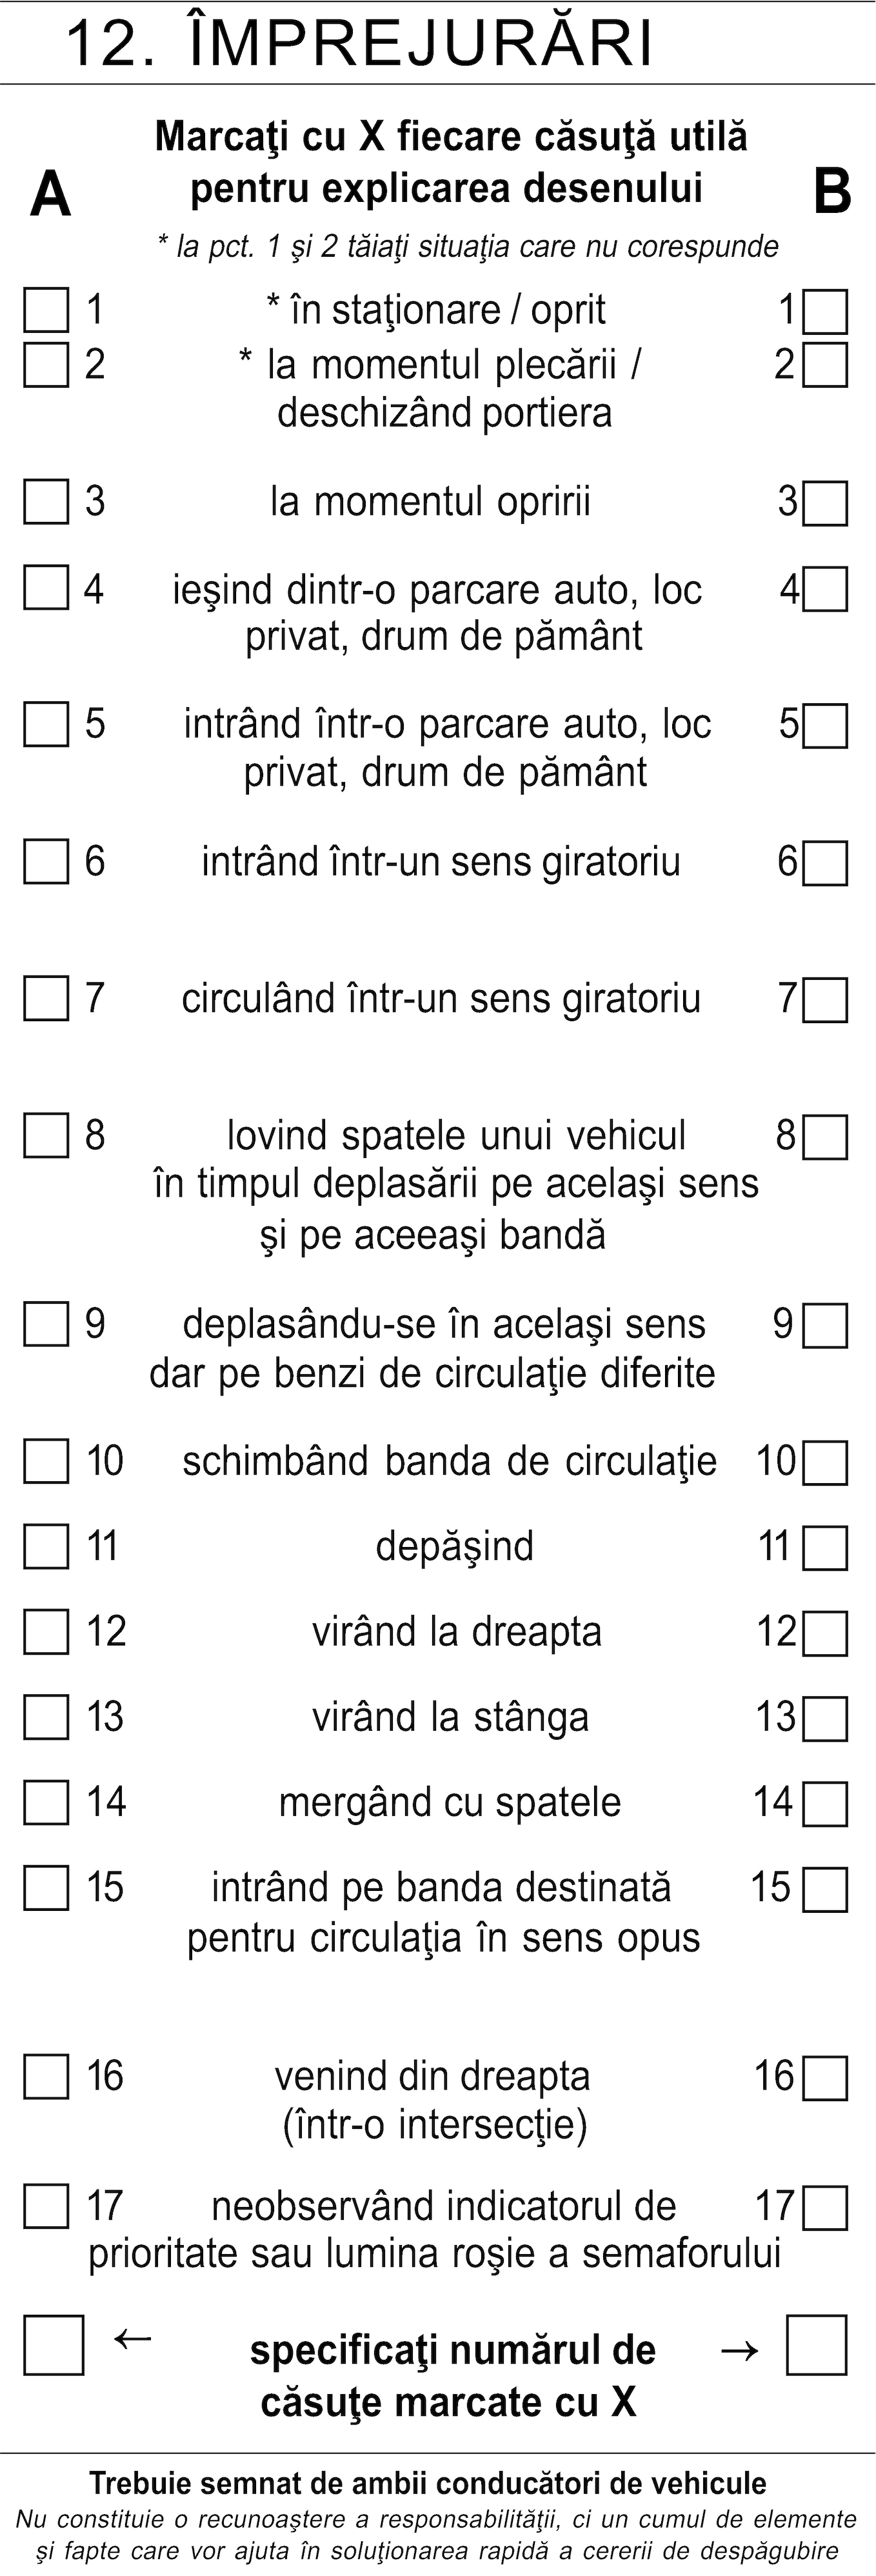 12. ÎMPREJURĂRI
Marcaţi cu X fiecare căsuţă utilă
A pentru explicarea desenului B
* la pct. 1 şi 2 tăiaţi situaţia care nu corespunde
1 * în staţionare / oprit 1
2 * la momentul plecării / 2
deschizând portiera
3 la momentul opririi 3
4 ieşind dintr-o parcare auto, loc 4
privat, drum de pământ
5 intrând într-o parcare auto, loc 5
privat, drum de pământ
6 intrând într-un sens giratoriu 6
7 circulând într-un sens giratoriu 7
8 lovind spatele unui vehicul 8
în timpul deplasării pe acelaşi sens
şi pe aceeaşi bandă
9 deplasându-se în acelaşi sens 9
dar pe benzi de circulaţie diferite
10 schimbând banda de circulaţie 10
11 depăşind 11
12 virând la dreapta 12
13 virând la stânga 13
14 mergând cu spatele 14
15 intrând pe banda destinată 15
pentru circulaţia în sens opus
16 venind din dreapta 16
(într-o intersecţie)
17 neobservând indicatorul de 17
prioritate sau lumina roşie a semaforului
← specificaţi numărul de →
căsuţe marcate cu X
Trebuie semnat de ambii conducători de vehicule
Nu constituie o recunoaştere a responsabilităţii, ci un cumul de elemente
şi fapte care vor ajuta în soluţionarea rapidă a cererii de despăgubire